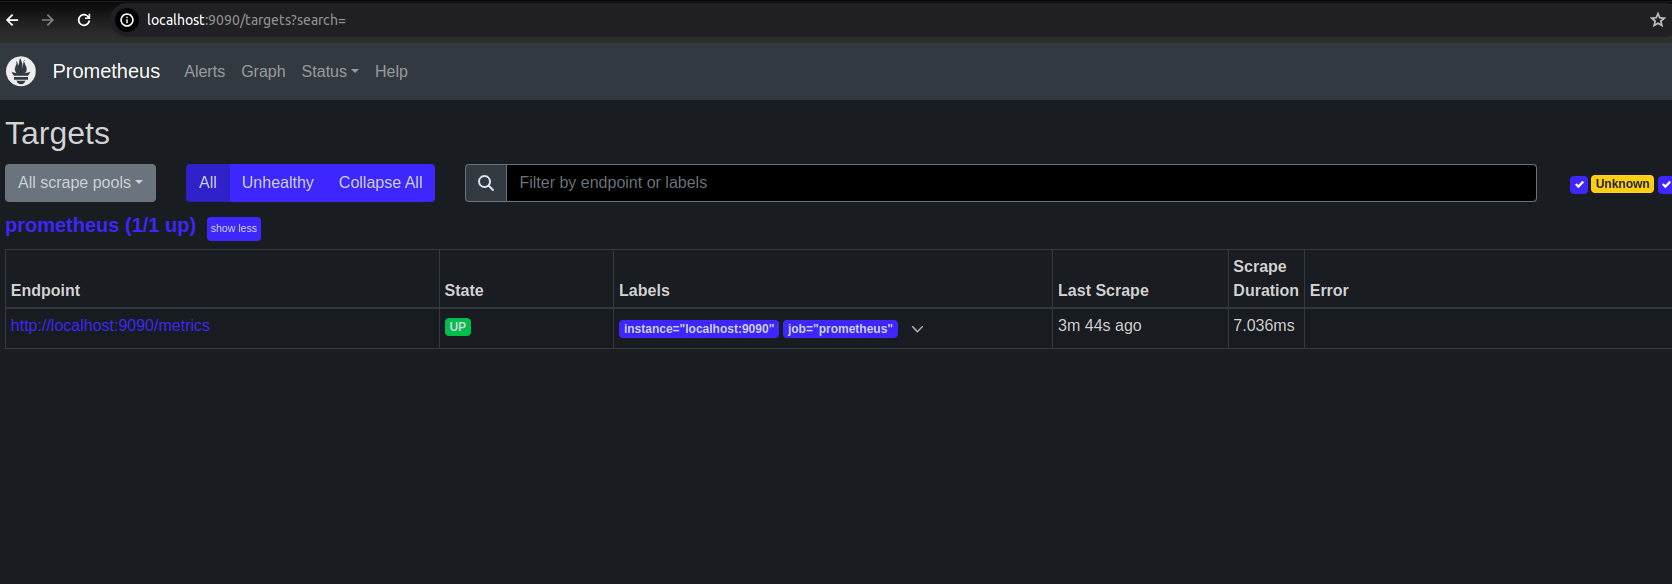 localhost:9090/targets?search=
Prometheus Alerts Graph Status Help
Targets
All scrape pools All Unhealthy Collapse All Filter by endpoint or labels Unknown
prometheus (1/1 up) show less
Endpoint State Labels Last Scrape Scrape Duration Error
http://localhost:9090/metrics UP instance="localhost:9090" job="prometheus" 3m 44s ago 7.036ms